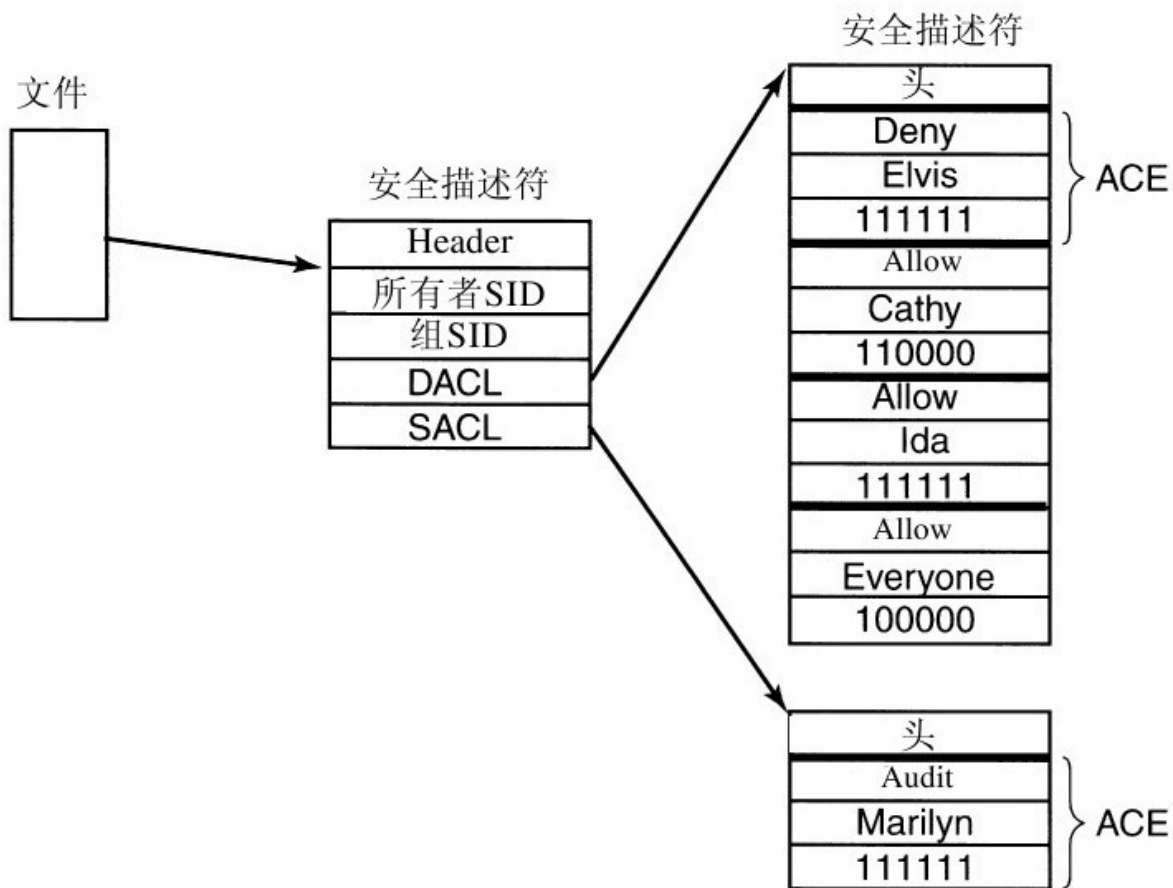 文件
安全描述符
Header
所有者SID
组SID
DACL
SACL
安全描述符
头
Deny
Elvis
111111
ACE
Allow
Cathy
110000
Allow
Ida
111111
Allow
Everyone
100000
头
Audit
Marilyn
111111
ACE